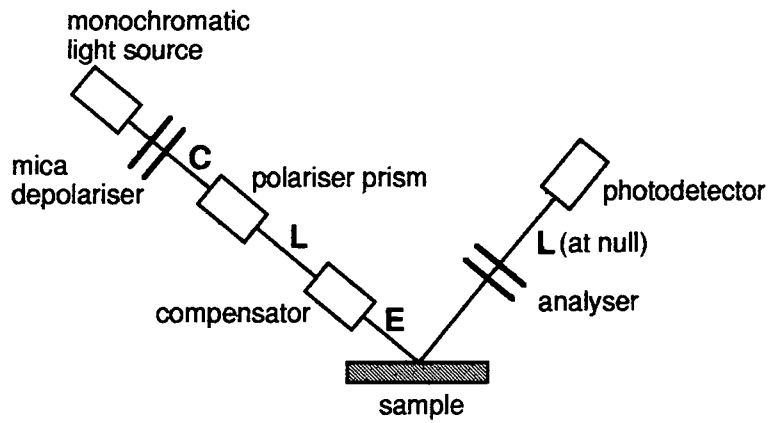 monochromatic
light source
mica
depolariser
C
polariser prism
L
compensator
E
photodetector
L (at null)
analyser
sample